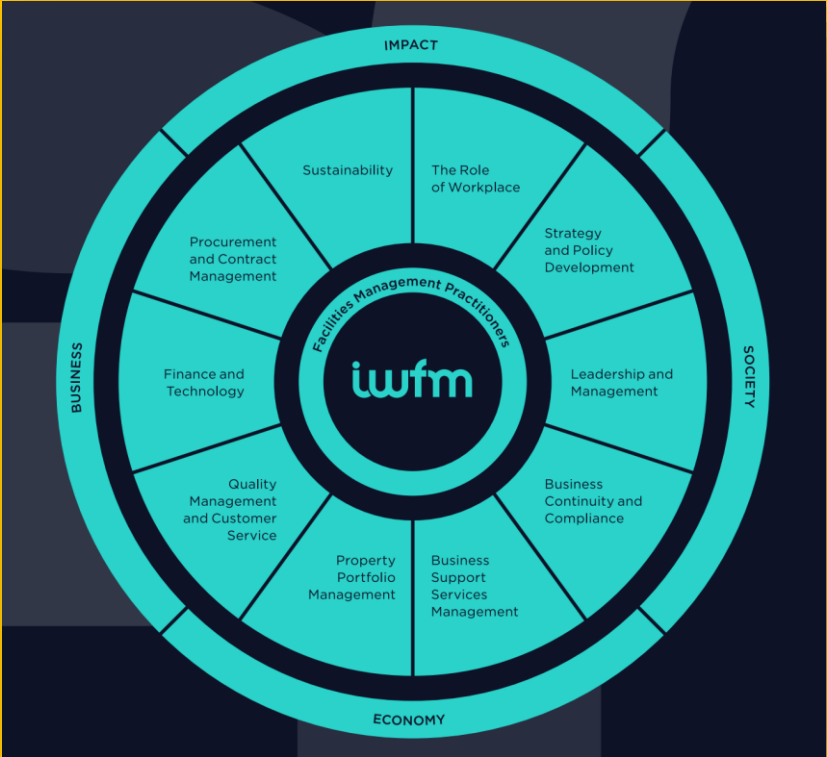 IMPACT
Sustainability
The Role
of Workplace
Procurement
and Contract
Management
Strategy
and Policy
Development
Facilities Management Practitioners
iwfm
BUSINESS
Finance and
Technology
Leadership and
Management
SOCIETY
Quality
Management
and Customer
Service
Business
Continuity and
Compliance
Property
Portfolio
Management
Business
Support
Services
Management
ECONOMY